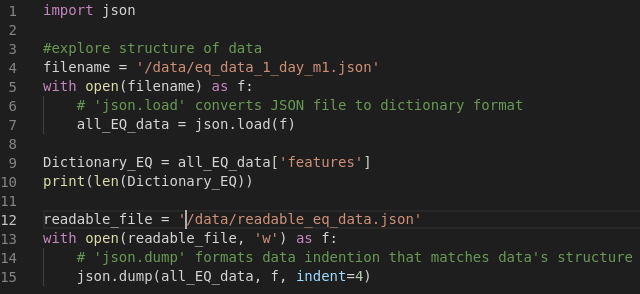 1 import json
2
3 #explore structure of data
4 filename = '/data/eq_data_1_day_m1.json'
5 with open(filename) as f:
6     # 'json.load' converts JSON file to dictionary format
7     all_EQ_data = json.load(f)
8
9 Dictionary_EQ = all_EQ_data['features']
10 print(len(Dictionary_EQ))
11
12 readable_file = '/data/readable_eq_data.json'
13 with open(readable_file, 'w') as f:
14     # 'json.dump' formats data indention that matches data's structure
15     json.dump(all_EQ_data, f, indent=4)